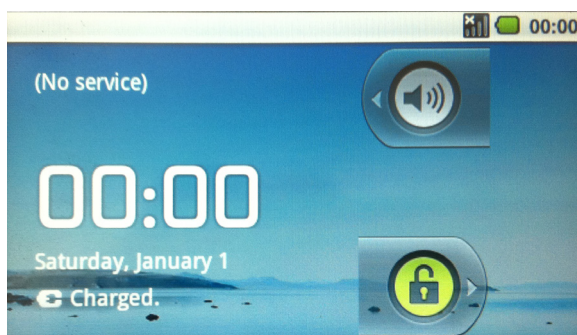 00:00
(No service)
00:00
Saturday, January 1
Charged.